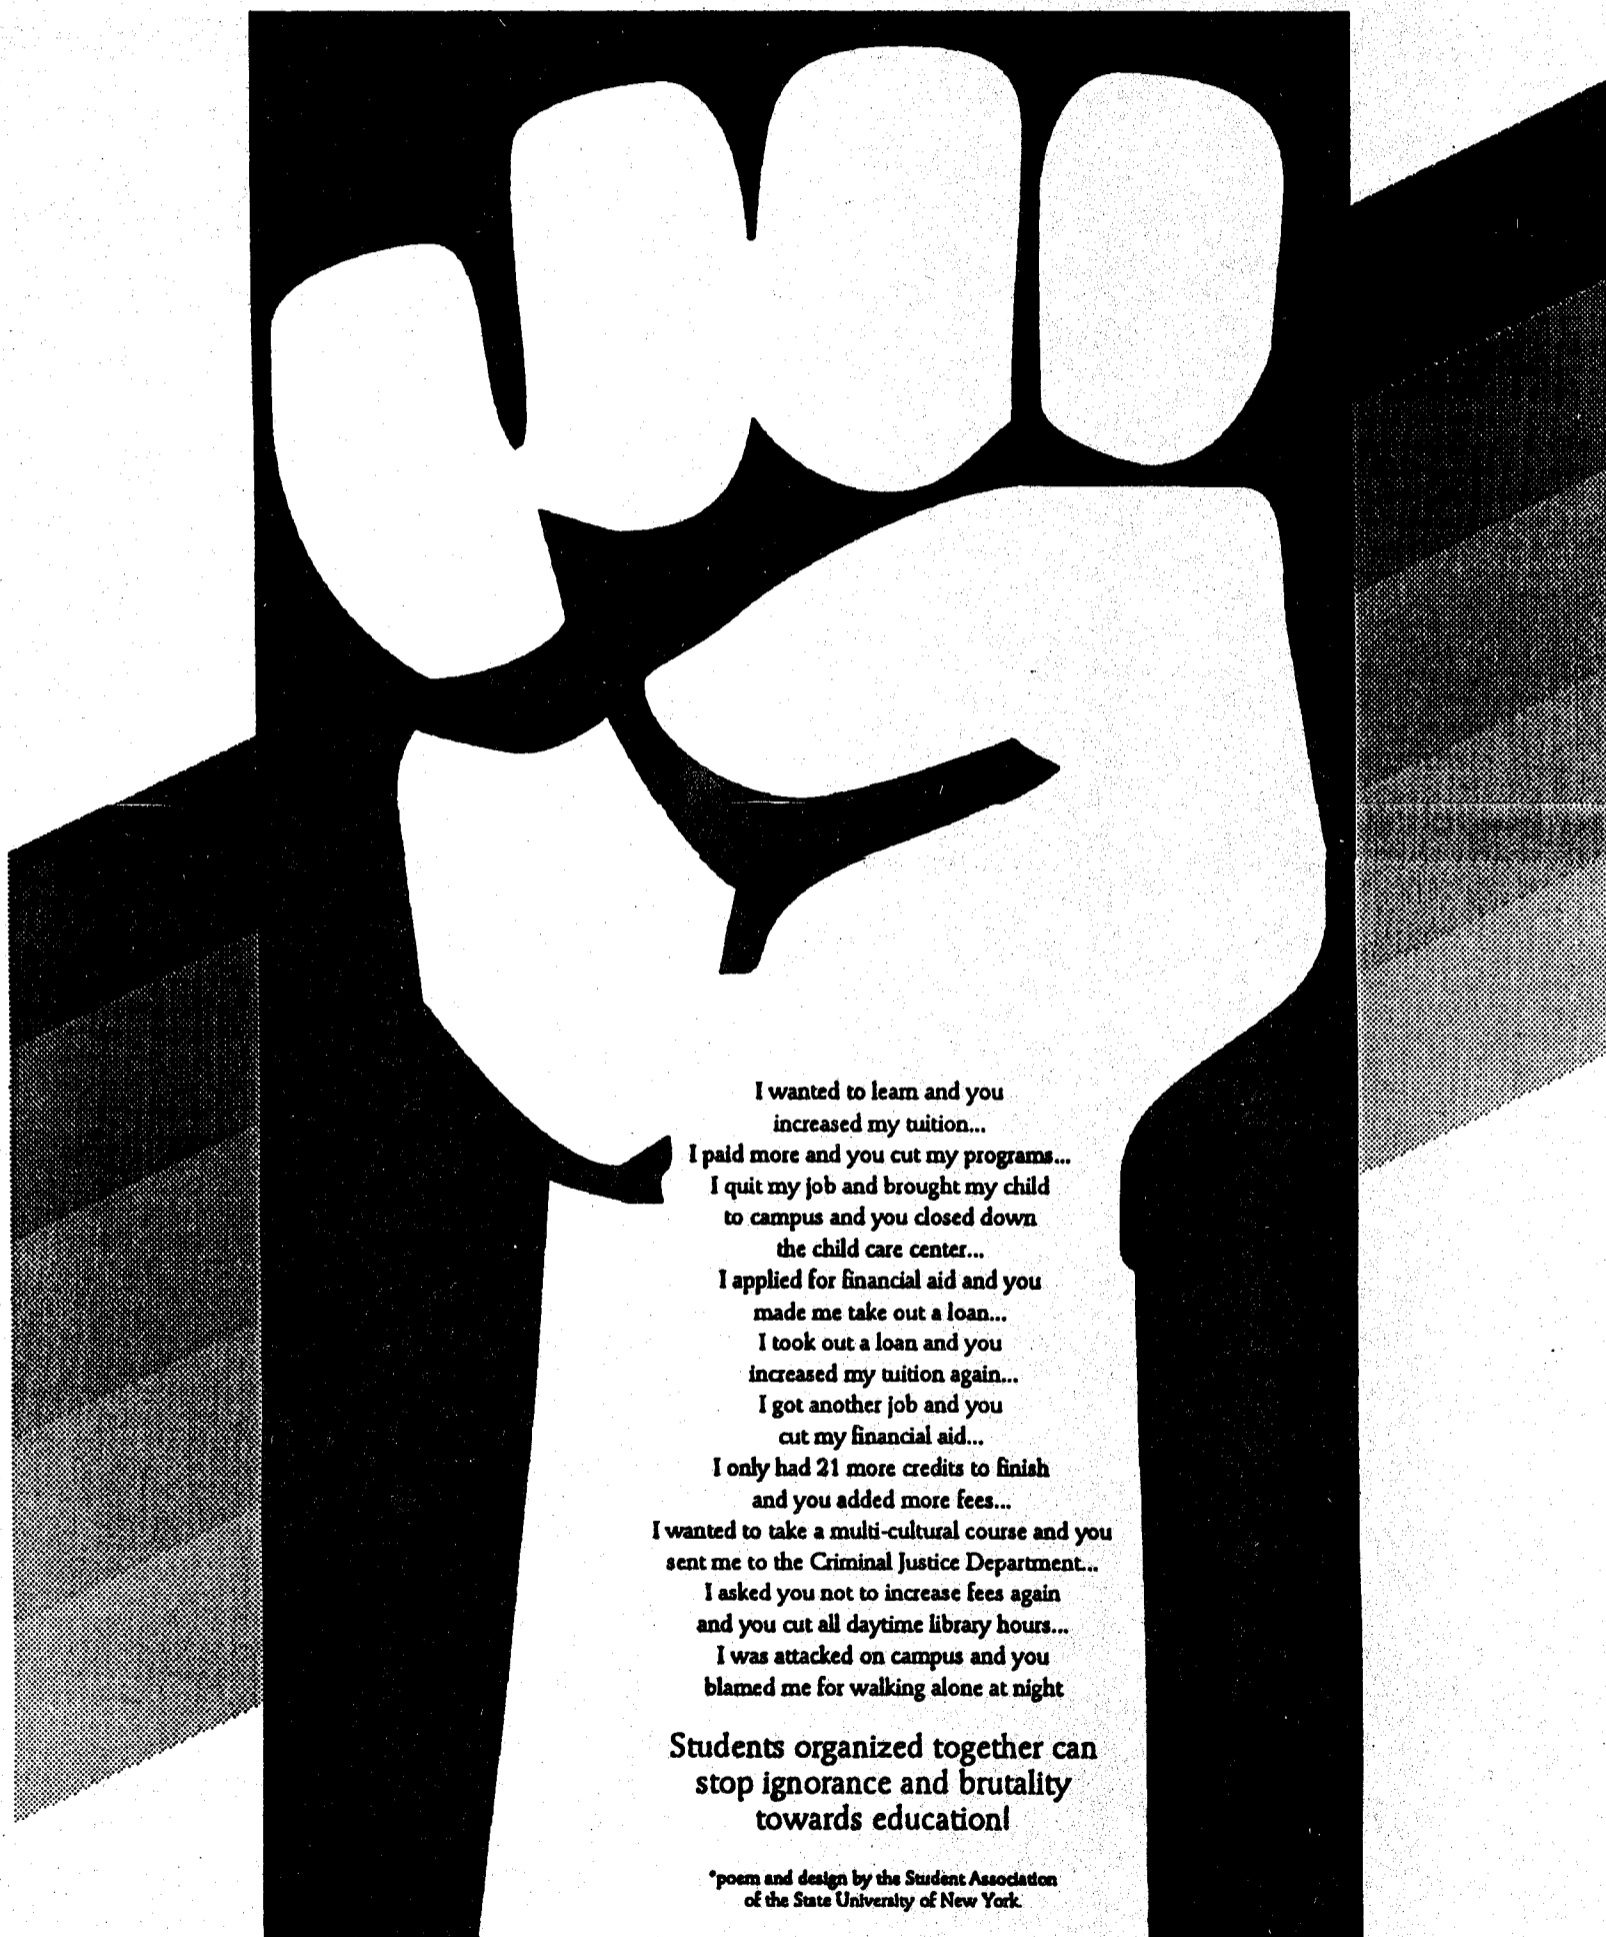 I wanted to learn and you
increased my tuition...
I paid more and you cut my programs...
I quit my job and brought my child
to campus and you closed down
the child care center...
I applied for financial aid and you
made me take out a loan...
I took out a loan and you
increased my tuition again...
I got another job and you
cut my financial aid...
I only had 21 more credits to finish
and you added more fees...
I wanted to take a multi-cultural course and you
sent me to the Criminal Justice Department...
I asked you not to increase fees again
and you cut all daytime library hours...
I was attacked on campus and you
blamed me for walking alone at night
Students organized together can
stop ignorance and brutality
towards education!
*poem and design by the Student Association
of the State University of New York.